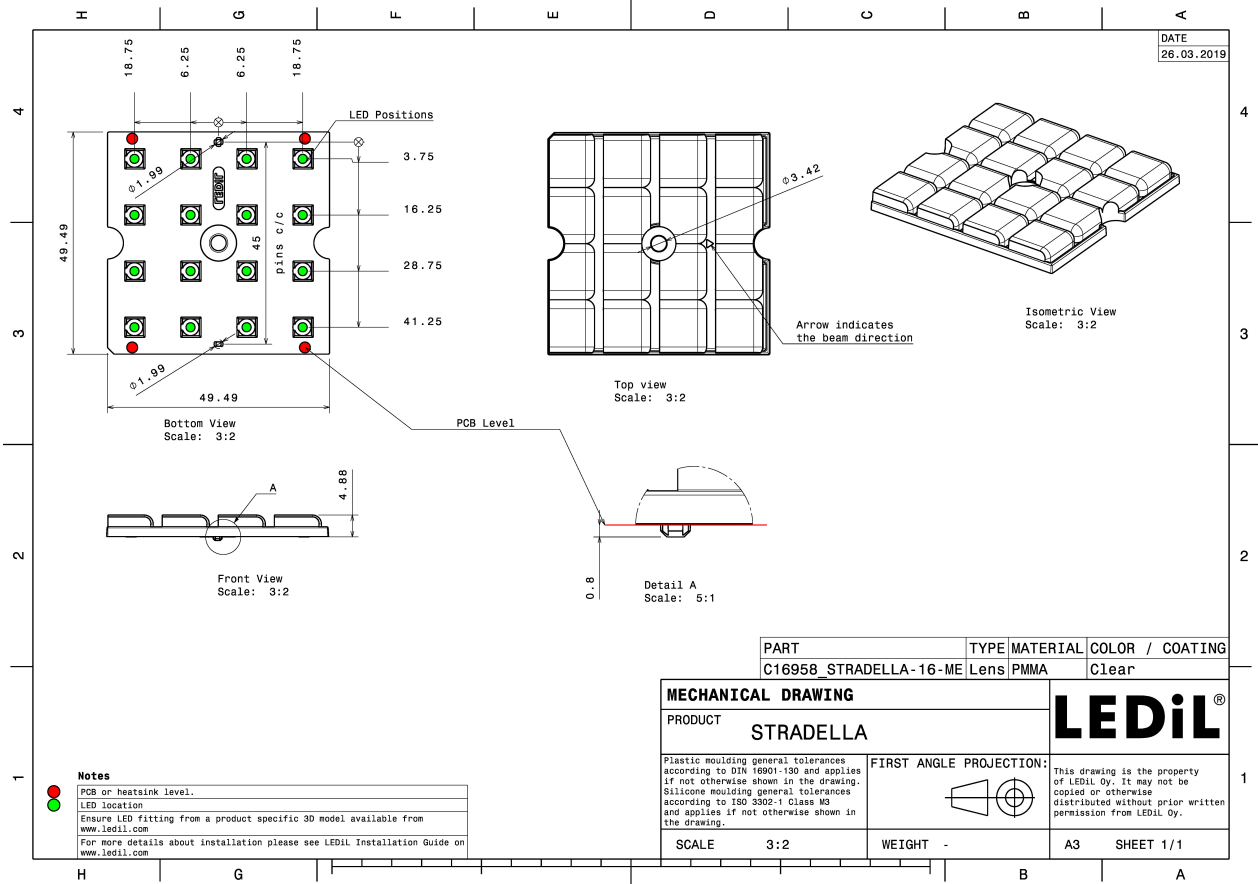 H G F E D C B A
DATE
26.03.2019
4 4
18.75 6.25 6.25 18.75
LED Positions
3.75
⌀1.99
LEDiL
16.25
49.49
45
pins c/c
28.75
41.25
⌀1.99
49.49
Bottom View
Scale: 3:2
⌀3.42
Arrow indicates
the beam direction
Top view
Scale: 3:2
Isometric View
Scale: 3:2
3 3
PCB Level
A
4.88
Front View
Scale: 3:2
0.8
Detail A
Scale: 5:1
2 2
PART TYPE MATERIAL COLOR / COATING
C16958_STRADELLA-16-ME Lens PMMA Clear
MECHANICAL DRAWING
PRODUCT
STRADELLA
LEDiL®
Plastic moulding general tolerances
according to DIN 16901-130 and applies
if not otherwise shown in the drawing.
Silicone moulding general tolerances
according to ISO 3302-1 Class M3
and applies if not otherwise shown in
the drawing.
FIRST ANGLE PROJECTION:
This drawing is the property
of LEDiL Oy. It may not be
copied or otherwise
distributed without prior written
permission from LEDiL Oy.
SCALE 3:2 WEIGHT - A3 SHEET 1/1
1 1
Notes
PCB or heatsink level.
LED location
Ensure LED fitting from a product specific 3D model available from
www.ledil.com
For more details about installation please see LEDiL Installation Guide on
www.ledil.com
H G B A